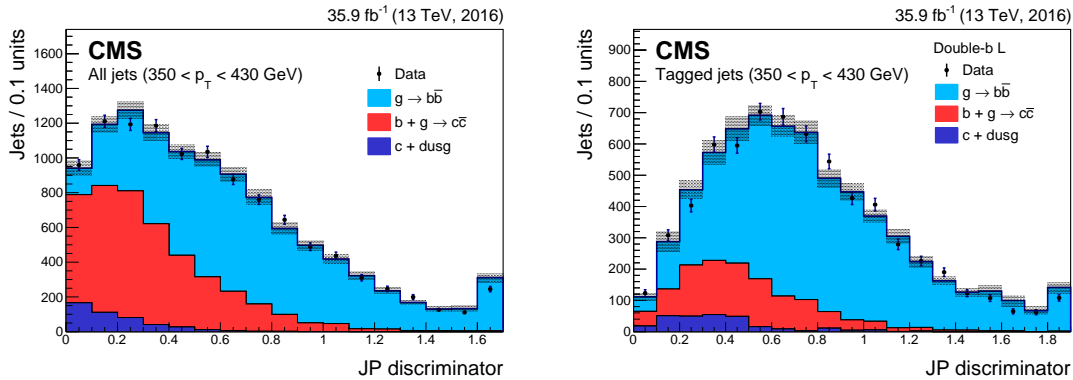 35.9 fb⁻¹ (13 TeV, 2016)
CMS
All jets (350 < p_T < 430 GeV)
Data
g → bb̄
b + g → cc̄
c + dusg
Jets / 0.1 units
1600
1400
1200
1000
800
600
400
200
0
0 0.2 0.4 0.6 0.8 1 1.2 1.4 1.6
JP discriminator
35.9 fb⁻¹ (13 TeV, 2016)
CMS
Double-b L
Tagged jets (350 < p_T < 430 GeV)
Data
g → bb̄
b + g → cc̄
c + dusg
Jets / 0.1 units
900
800
700
600
500
400
300
200
100
0
0 0.2 0.4 0.6 0.8 1 1.2 1.4 1.6 1.8
JP discriminator